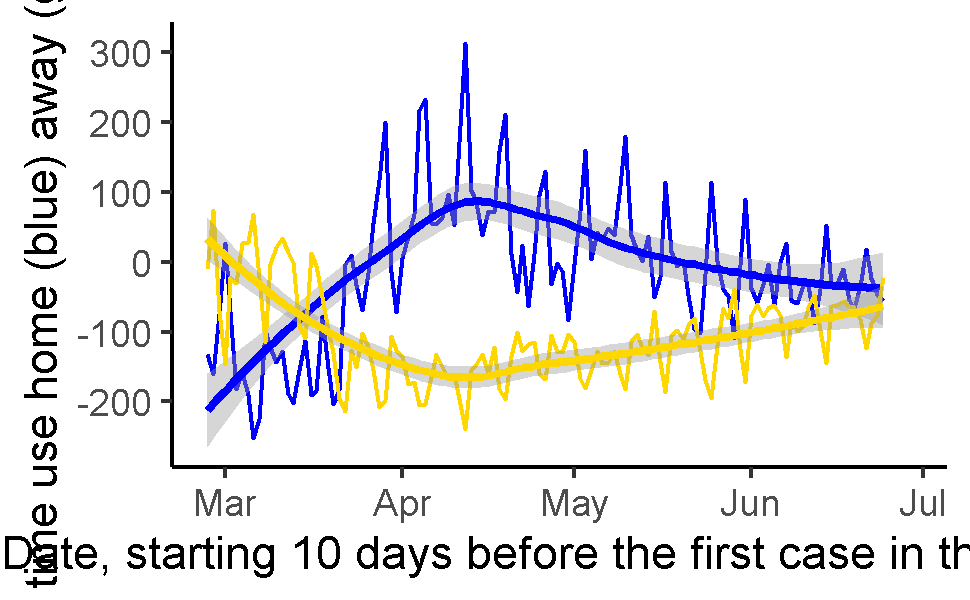 time use home (blue) away (
300
200
100
0
-100
-200
Mar Apr May Jun Jul
Date, starting 10 days before the first case in th